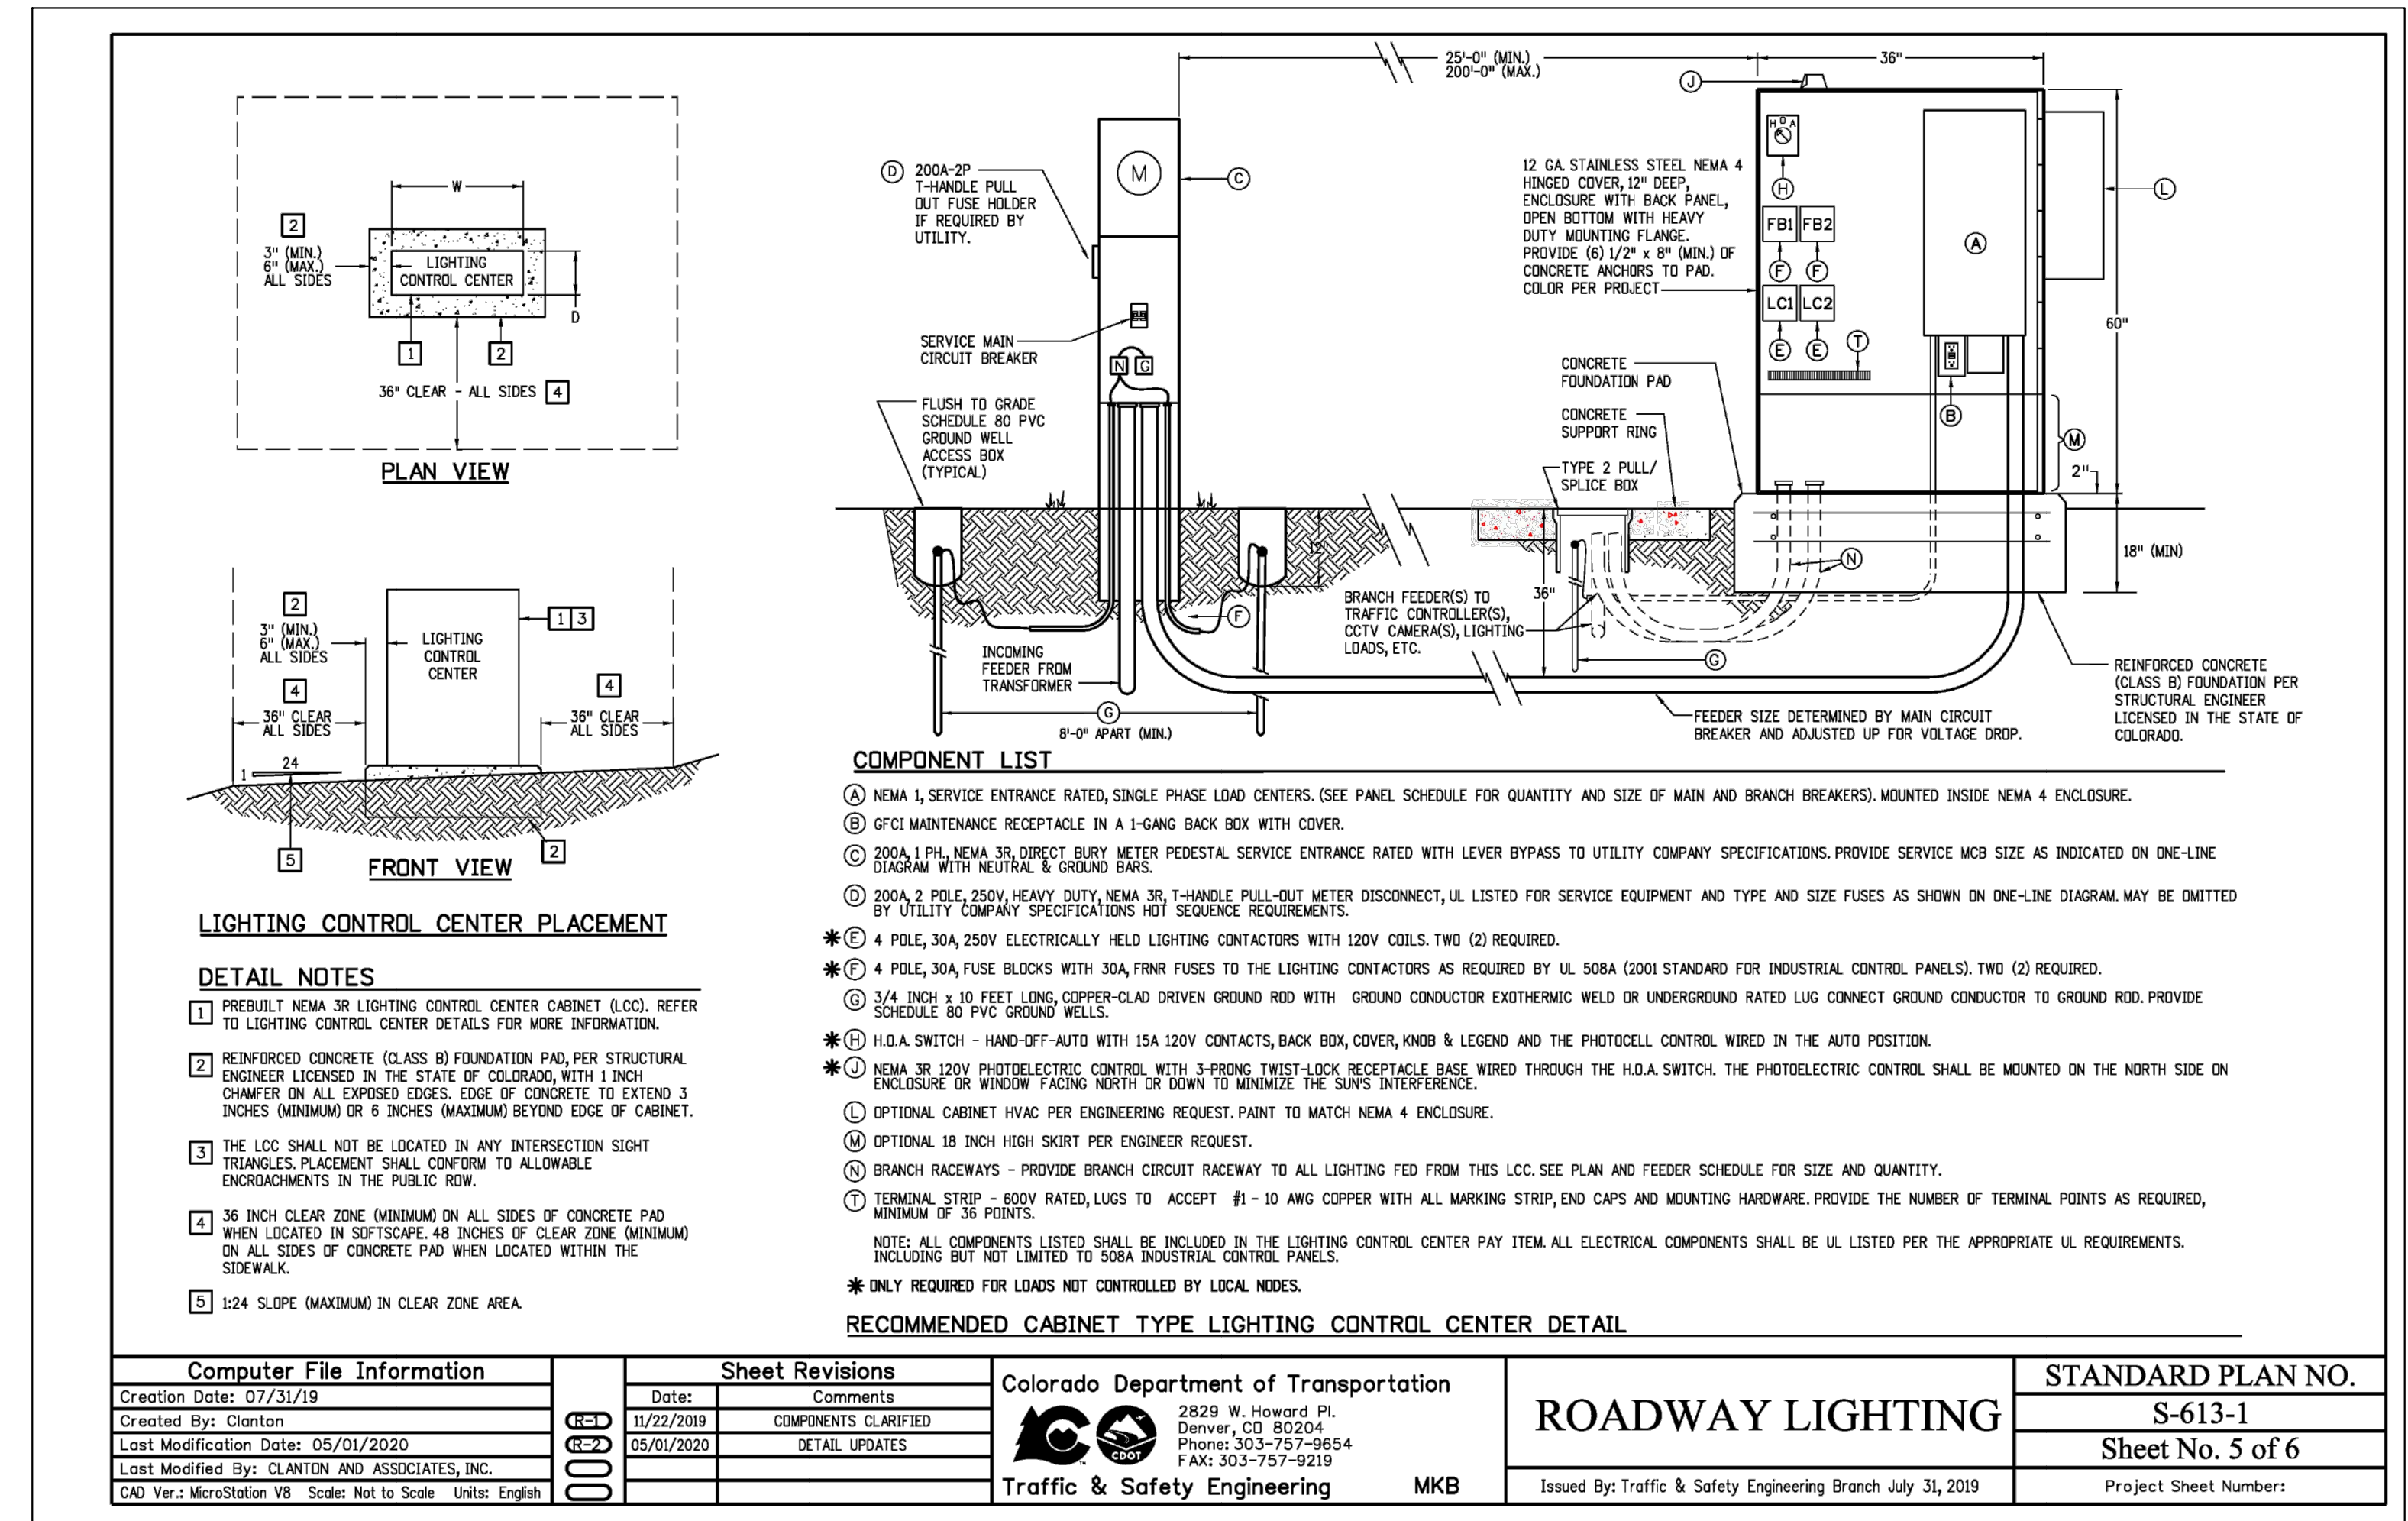 W
2
3" (MIN.)
6" (MAX.)
ALL SIDES
LIGHTING
CONTROL CENTER
D
1
2
36" CLEAR - ALL SIDES 4
PLAN VIEW
2
3" (MIN.)
6" (MAX.)
ALL SIDES
1 3
LIGHTING
CONTROL
CENTER
4
36" CLEAR
ALL SIDES
4
36" CLEAR
ALL SIDES
24
1
5
2
FRONT VIEW
LIGHTING CONTROL CENTER PLACEMENT
DETAIL NOTES
1 PREBUILT NEMA 3R LIGHTING CONTROL CENTER CABINET (LCC). REFER
TO LIGHTING CONTROL CENTER DETAILS FOR MORE INFORMATION.
2 REINFORCED CONCRETE (CLASS B) FOUNDATION PAD, PER STRUCTURAL
ENGINEER LICENSED IN THE STATE OF COLORADO, WITH 1 INCH
CHAMFER ON ALL EXPOSED EDGES. EDGE OF CONCRETE TO EXTEND 3
INCHES (MINIMUM) OR 6 INCHES (MAXIMUM) BEYOND EDGE OF CABINET.
3 THE LCC SHALL NOT BE LOCATED IN ANY INTERSECTION SIGHT
TRIANGLES. PLACEMENT SHALL CONFORM TO ALLOWABLE
ENCROACHMENTS IN THE PUBLIC ROW.
4 36 INCH CLEAR ZONE (MINIMUM) ON ALL SIDES OF CONCRETE PAD
WHEN LOCATED IN SOFTSCAPE. 48 INCHES OF CLEAR ZONE (MINIMUM)
ON ALL SIDES OF CONCRETE PAD WHEN LOCATED WITHIN THE
SIDEWALK.
5 1:24 SLOPE (MAXIMUM) IN CLEAR ZONE AREA.
25'-0" (MIN.)
200'-0" (MAX.)
36"
J
D 200A-2P
T-HANDLE PULL
OUT FUSE HOLDER
IF REQUIRED BY
UTILITY.
M
C
SERVICE MAIN
CIRCUIT BREAKER
N G
FLUSH TO GRADE
SCHEDULE 80 PVC
GROUND WELL
ACCESS BOX
(TYPICAL)
12 GA. STAINLESS STEEL NEMA 4
HINGED COVER, 12" DEEP,
ENCLOSURE WITH BACK PANEL,
OPEN BOTTOM WITH HEAVY
DUTY MOUNTING FLANGE.
PROVIDE (6) 1/2" x 8" (MIN.) OF
CONCRETE ANCHORS TO PAD.
COLOR PER PROJECT
H O A
H
FB1 FB2
F F
LC1 LC2
E E
T
A
B
L
60"
M
2"
CONCRETE
FOUNDATION PAD
CONCRETE
SUPPORT RING
TYPE 2 PULL/
SPLICE BOX
12"
18" (MIN)
N
36"
BRANCH FEEDER(S) TO
TRAFFIC CONTROLLER(S),
CCTV CAMERA(S), LIGHTING
LOADS, ETC.
F
G
INCOMING
FEEDER FROM
TRANSFORMER
G
8'-0" APART (MIN.)
FEEDER SIZE DETERMINED BY MAIN CIRCUIT
BREAKER AND ADJUSTED UP FOR VOLTAGE DROP.
REINFORCED CONCRETE
(CLASS B) FOUNDATION PER
STRUCTURAL ENGINEER
LICENSED IN THE STATE OF
COLORADO.
COMPONENT LIST
A NEMA 1, SERVICE ENTRANCE RATED, SINGLE PHASE LOAD CENTERS. (SEE PANEL SCHEDULE FOR QUANTITY AND SIZE OF MAIN AND BRANCH BREAKERS). MOUNTED INSIDE NEMA 4 ENCLOSURE.
B GFCI MAINTENANCE RECEPTACLE IN A 1-GANG BACK BOX WITH COVER.
C 200A, 1 PH., NEMA 3R, DIRECT BURY METER PEDESTAL SERVICE ENTRANCE RATED WITH LEVER BYPASS TO UTILITY COMPANY SPECIFICATIONS. PROVIDE SERVICE MCB SIZE AS INDICATED ON ONE-LINE
DIAGRAM WITH NEUTRAL & GROUND BARS.
D 200A, 2 POLE, 250V, HEAVY DUTY, NEMA 3R, T-HANDLE PULL-OUT METER DISCONNECT, UL LISTED FOR SERVICE EQUIPMENT AND TYPE AND SIZE FUSES AS SHOWN ON ONE-LINE DIAGRAM. MAY BE OMITTED
BY UTILITY COMPANY SPECIFICATIONS HOT SEQUENCE REQUIREMENTS.
* E 4 POLE, 30A, 250V ELECTRICALLY HELD LIGHTING CONTACTORS WITH 120V COILS. TWO (2) REQUIRED.
* F 4 POLE, 30A, FUSE BLOCKS WITH 30A, FRNR FUSES TO THE LIGHTING CONTACTORS AS REQUIRED BY UL 508A (2001 STANDARD FOR INDUSTRIAL CONTROL PANELS). TWO (2) REQUIRED.
G 3/4 INCH x 10 FEET LONG, COPPER-CLAD DRIVEN GROUND ROD WITH GROUND CONDUCTOR EXOTHERMIC WELD OR UNDERGROUND RATED LUG CONNECT GROUND CONDUCTOR TO GROUND ROD. PROVIDE
SCHEDULE 80 PVC GROUND WELLS.
* H H.O.A. SWITCH - HAND-OFF-AUTO WITH 15A 120V CONTACTS, BACK BOX, COVER, KNOB & LEGEND AND THE PHOTOCELL CONTROL WIRED IN THE AUTO POSITION.
* J NEMA 3R 120V PHOTOELECTRIC CONTROL WITH 3-PRONG TWIST-LOCK RECEPTACLE BASE WIRED THROUGH THE H.O.A. SWITCH. THE PHOTOELECTRIC CONTROL SHALL BE MOUNTED ON THE NORTH SIDE ON
ENCLOSURE OR WINDOW FACING NORTH OR DOWN TO MINIMIZE THE SUN'S INTERFERENCE.
L OPTIONAL CABINET HVAC PER ENGINEERING REQUEST. PAINT TO MATCH NEMA 4 ENCLOSURE.
M OPTIONAL 18 INCH HIGH SKIRT PER ENGINEER REQUEST.
N BRANCH RACEWAYS - PROVIDE BRANCH CIRCUIT RACEWAY TO ALL LIGHTING FED FROM THIS LCC. SEE PLAN AND FEEDER SCHEDULE FOR SIZE AND QUANTITY.
T TERMINAL STRIP - 600V RATED, LUGS TO ACCEPT #1 - 10 AWG COPPER WITH ALL MARKING STRIP, END CAPS AND MOUNTING HARDWARE. PROVIDE THE NUMBER OF TERMINAL POINTS AS REQUIRED,
MINIMUM OF 36 POINTS.
NOTE: ALL COMPONENTS LISTED SHALL BE INCLUDED IN THE LIGHTING CONTROL CENTER PAY ITEM. ALL ELECTRICAL COMPONENTS SHALL BE UL LISTED PER THE APPROPRIATE UL REQUIREMENTS.
INCLUDING BUT NOT LIMITED TO 508A INDUSTRIAL CONTROL PANELS.
* ONLY REQUIRED FOR LOADS NOT CONTROLLED BY LOCAL NODES.
RECOMMENDED CABINET TYPE LIGHTING CONTROL CENTER DETAIL
Computer File Information
Creation Date: 07/31/19
Created By: Clanton
Last Modification Date: 05/01/2020
Last Modified By: CLANTON AND ASSOCIATES, INC.
CAD Ver.: MicroStation V8 Scale: Not to Scale Units: English
Sheet Revisions
Date: Comments
R-1 11/22/2019 COMPONENTS CLARIFIED
R-2 05/01/2020 DETAIL UPDATES
Colorado Department of Transportation
CDOT
2829 W. Howard Pl.
Denver, CO 80204
Phone: 303-757-9654
FAX: 303-757-9219
Traffic & Safety Engineering MKB
ROADWAY LIGHTING
Issued By: Traffic & Safety Engineering Branch July 31, 2019
STANDARD PLAN NO.
S-613-1
Sheet No. 5 of 6
Project Sheet Number: